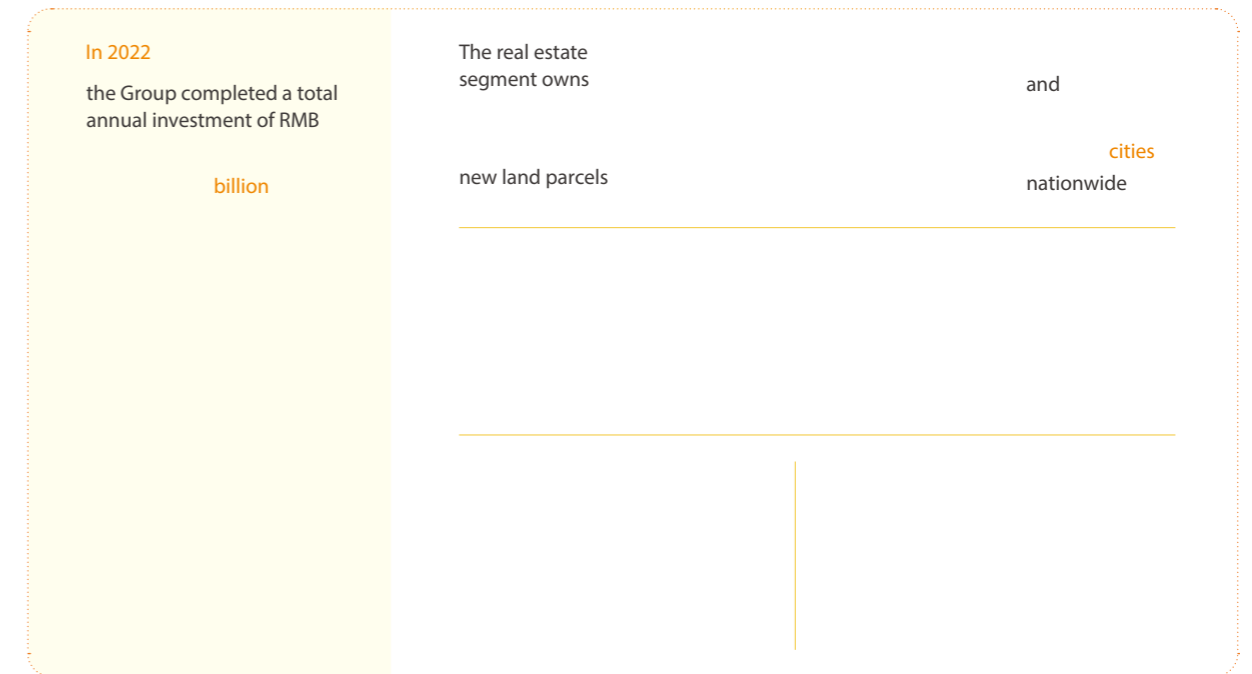 In 2022
the Group completed a total
annual investment of RMB
billion
The real estate
segment owns
new land parcels
and
cities
nationwide